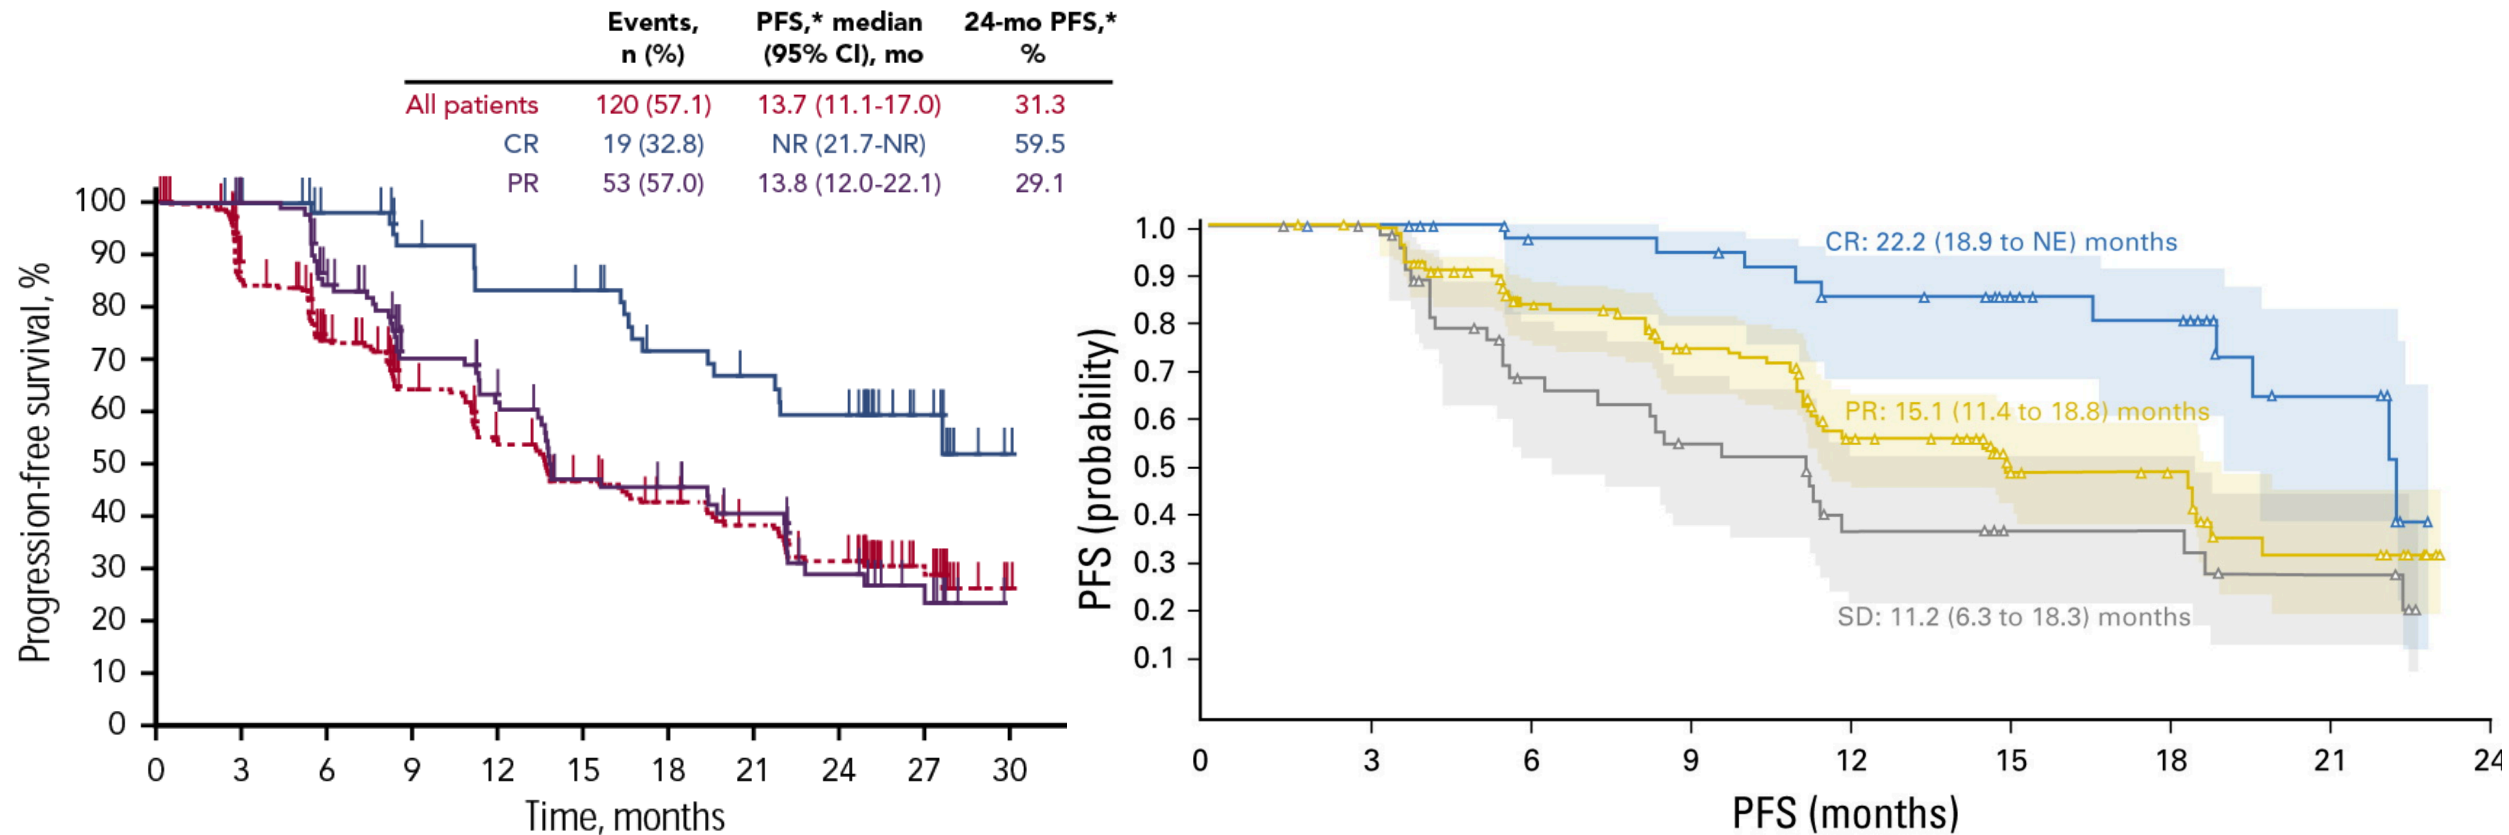 Events, PFS,* median 24-mo PFS,*
n (%) (95% CI), mo %
All patients 120 (57.1) 13.7 (11.1-17.0) 31.3
CR 19 (32.8) NR (21.7-NR) 59.5
PR 53 (57.0) 13.8 (12.0-22.1) 29.1
Progression-free survival, %
100
90
80
70
60
50
40
30
20
10
0
0 3 6 9 12 15 18 21 24 27 30
Time, months
PFS (probability)
1.0
0.9
0.8
0.7
0.6
0.5
0.4
0.3
0.2
0.1
CR: 22.2 (18.9 to NE) months
PR: 15.1 (11.4 to 18.8) months
SD: 11.2 (6.3 to 18.3) months
0 3 6 9 12 15 18 21 24
PFS (months)